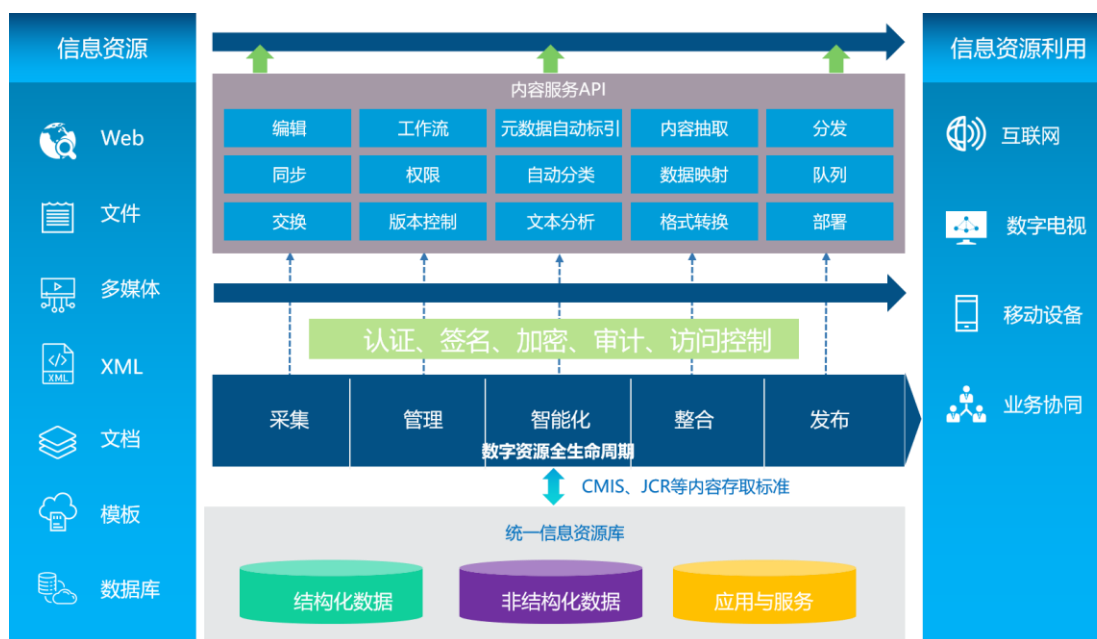 信息资源
Web
文件
多媒体
XML
XML
文档
模板
数据库
内容服务API
编辑
工作流
元数据自动标引
内容抽取
分发
同步
权限
自动分类
数据映射
队列
交换
版本控制
文本分析
格式转换
部署
认证、签名、加密、审计、访问控制
采集
管理
智能化
整合
发布
数字资源全生命周期
CMIS、JCR等内容存取标准
统一信息资源库
结构化数据
非结构化数据
应用与服务
信息资源利用
互联网
数字电视
移动设备
业务协同